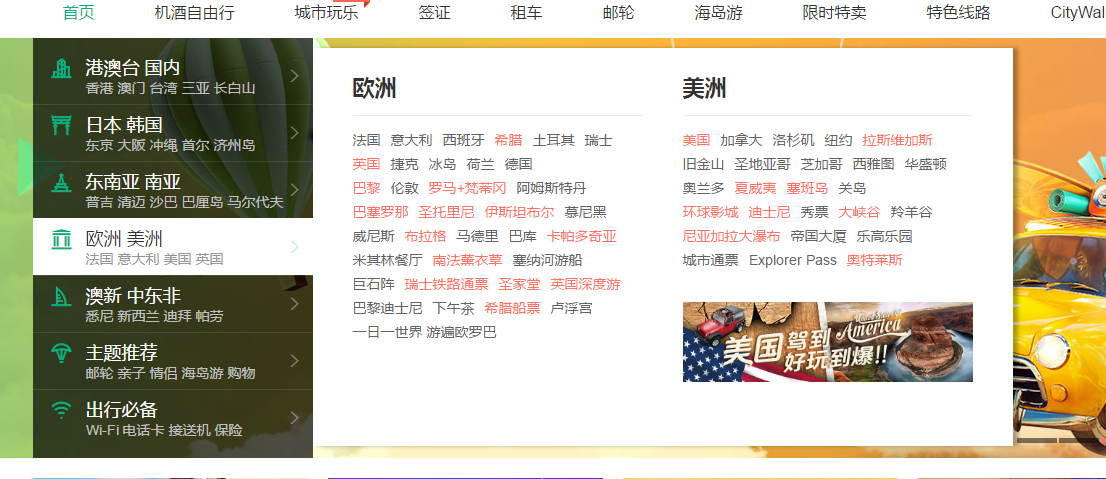 首页 机酒自由行 城市玩乐 签证 租车 邮轮 海岛游 限时特卖 特色线路 CityWal
港澳台 国内
香港 澳门 台湾 三亚 长白山
日本 韩国
东京 大阪 冲绳 首尔 济州岛
东南亚 南亚
普吉 清迈 沙巴 巴厘岛 马尔代夫
欧洲 美洲
法国 意大利 美国 英国
澳新 中东非
悉尼 新西兰 迪拜 帕劳
主题推荐
邮轮 亲子 情侣 海岛游 购物
出行必备
Wi-Fi 电话卡 接送机 保险
欧洲
法国 意大利 西班牙 希腊 土耳其 瑞士
英国 捷克 冰岛 荷兰 德国
巴黎 伦敦 罗马+梵蒂冈 阿姆斯特丹
巴塞罗那 圣托里尼 伊斯坦布尔 慕尼黑
威尼斯 布拉格 马德里 巴库 卡帕多奇亚
米其林餐厅 南法薰衣草 塞纳河游船
巨石阵 瑞士铁路通票 圣家堂 英国深度游
巴黎迪士尼 下午茶 希腊船票 卢浮宫
一日一世界 游遍欧罗巴
美洲
美国 加拿大 洛杉矶 纽约 拉斯维加斯
旧金山 圣地亚哥 芝加哥 西雅图 华盛顿
奥兰多 夏威夷 塞班岛 关岛
环球影城 迪士尼 秀票 大峡谷 羚羊谷
尼亚加拉大瀑布 帝国大厦 乐高乐园
城市通票 Explorer Pass 奥特莱斯
United States Of
America
美国驾到
好玩到爆!!